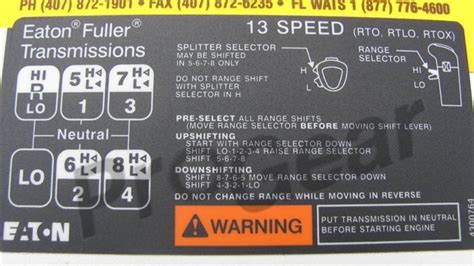 PH (407) 872-1901 • FAX (407) 872-6235 • FL WATS 1 (877) 776-4600
Eaton® Fuller®
Transmissions
13 SPEED (RTO, RTLO, RTOX)
SPLITTER SELECTOR
MAY BE SHIFTED
IN 5-6-7-8 ONLY
H
L
RANGE
SELECTOR
DO NOT RANGE SHIFT
WITH SPLITTER
SELECTOR IN H
HI
R
LO
5 H L
1
7 H L
3
Neutral
LO
6 H L
2
8 H L
4
PRE-SELECT ALL RANGE SHIFTS
(MOVE RANGE SELECTOR BEFORE MOVING SHIFT LEVER)
UPSHIFTING
START WITH RANGE SELECTOR DOWN
SHIFT LO-1-2-3-4 RAISE RANGE SELECTOR
SHIFT 5-6-7-8
DOWNSHIFTING
SHIFT 8-7-6-5 MOVE RANGE SELECTOR DOWN
SHIFT 4-3-2-1-LO
DO NOT CHANGE RANGE WHILE MOVING IN REVERSE
EATON
WARNING
PUT TRANSMISSION IN NEUTRAL
BEFORE STARTING ENGINE
4300764
ProGear